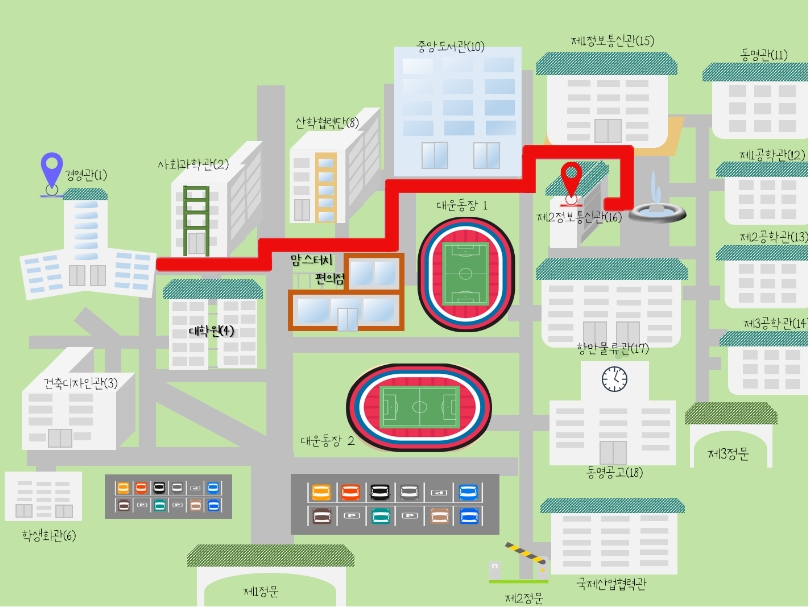 중앙도서관(10)
제1정보통신관(15)
동명관(11)
산학협력단(8)
사회과학관(2)
제1공학관(12)
경영관(1)
대운동장 1
제2정보통신관(16)
제2공학관(13)
맘스터치
편의점
대학원(4)
제3공학관(14)
항만물류관(17)
건축디자인관(3)
대운동장 2
제3정문
동명공고(18)
학생회관(6)
국제산업협력관
제1정문
제2정문